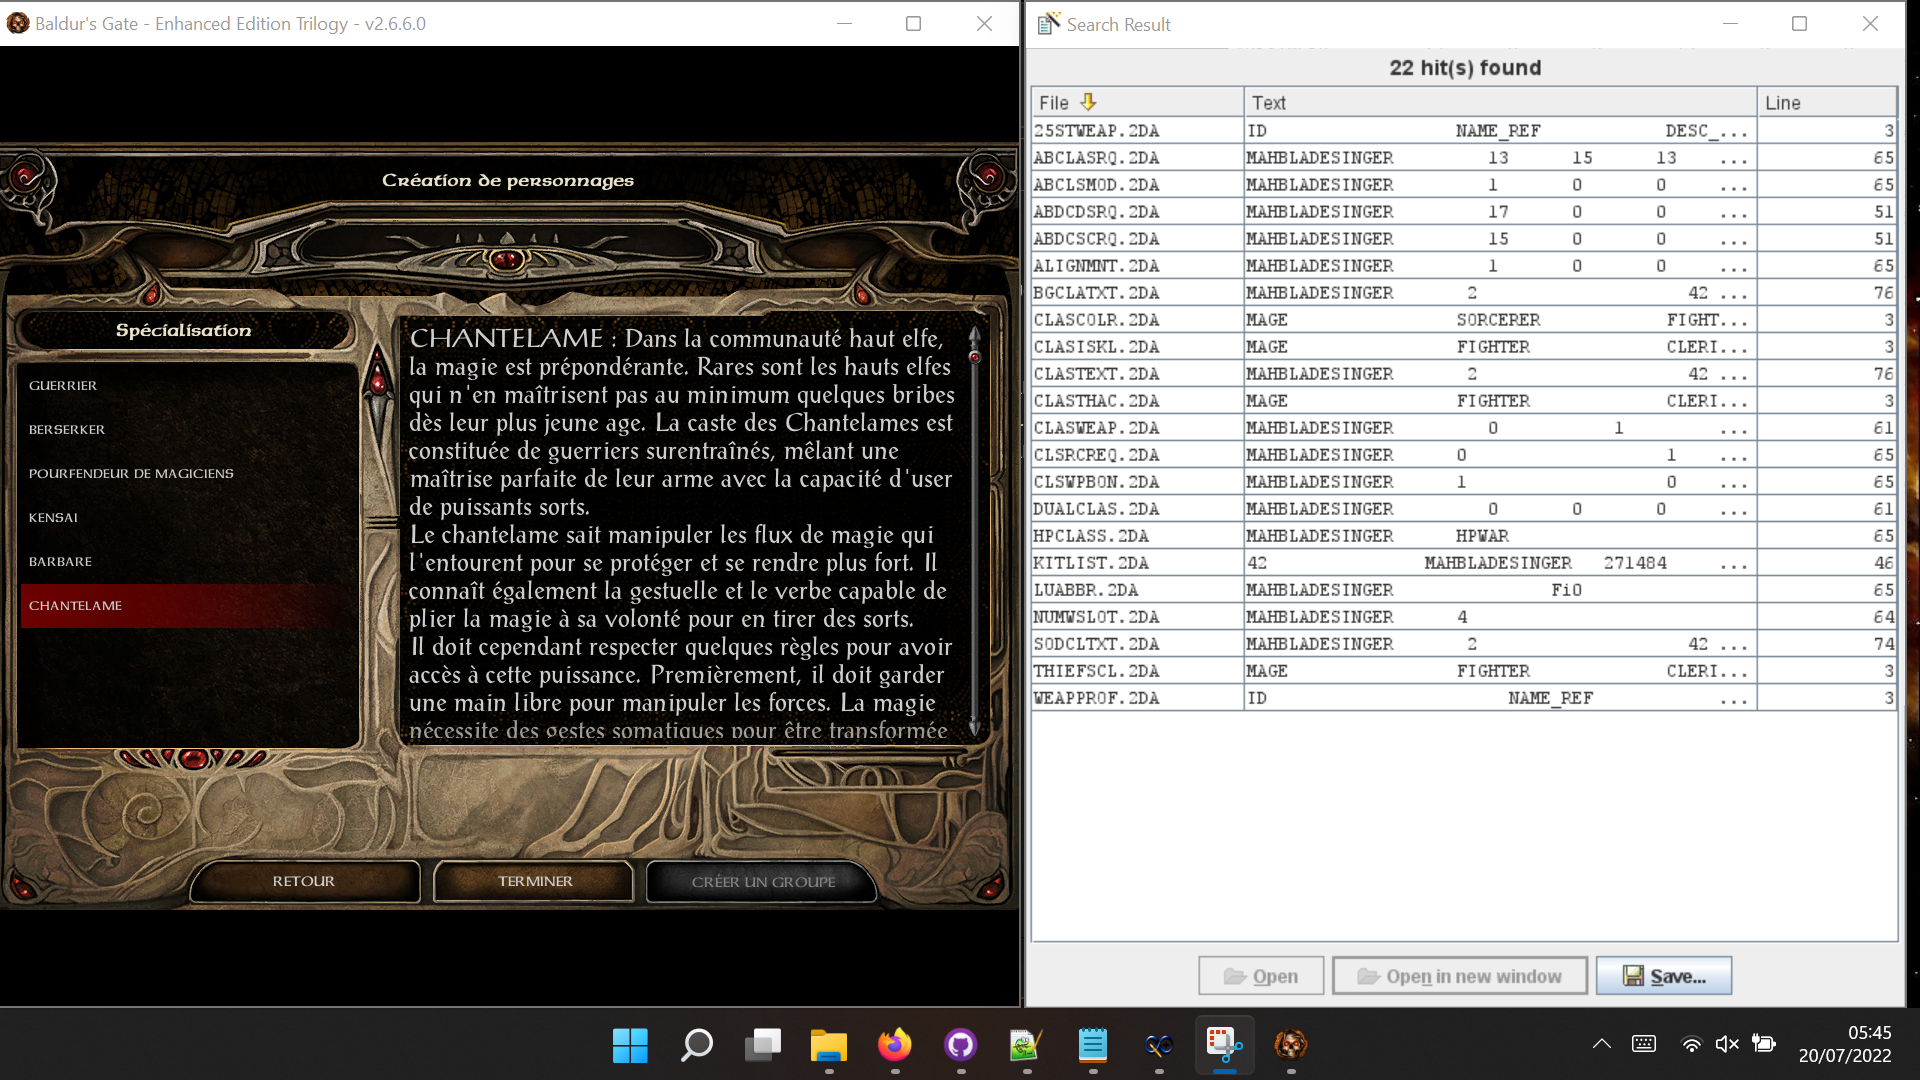 Baldur's Gate - Enhanced Edition Trilogy - v2.6.6.0
Création de personnages
Spécialisation
GUERRIER
BERSERKER
POURFENDEUR DE MAGICIENS
KENSAI
BARBARE
CHANTELAME
CHANTELAME : Dans la communauté haut elfe,
la magie est prépondérante. Rares sont les hauts elfes
qui n'en maîtrisent pas au minimum quelques bribes
dès leur plus jeune age. La caste des Chantelames est
constituée de guerriers surentraînés, mêlant une
maîtrise parfaite de leur arme avec la capacité d'user
de puissants sorts.
Le chantelame sait manipuler les flux de magie qui
l'entourent pour se protéger et se rendre plus fort. Il
connaît également la gestuelle et le verbe capable de
plier la magie à sa volonté pour en tirer des sorts.
Il doit cependant respecter quelques règles pour avoir
accès à cette puissance. Premièrement, il doit garder
une main libre pour manipuler les forces. La magie
nécessite des gestes somatiques pour être transformée
RETOUR
TERMINER
CRÉER UN GROUPE
Search Result
22 hit(s) found
File Text Line
25STWEAP.2DA ID NAME_REF DESC_... 3
ABCLASRQ.2DA MAHBLADESINGER 13 15 13 ... 65
ABCLSMOD.2DA MAHBLADESINGER 1 0 0 ... 65
ABDCDSRQ.2DA MAHBLADESINGER 17 0 0 ... 51
ABDCSCRQ.2DA MAHBLADESINGER 15 0 0 ... 51
ALIGNMNT.2DA MAHBLADESINGER 1 0 0 ... 65
BGCLATXT.2DA MAHBLADESINGER 2 42 ... 76
CLASCOLR.2DA MAGE SORCERER FIGHT... 3
CLASISKL.2DA MAGE FIGHTER CLERI... 3
CLASTEXT.2DA MAHBLADESINGER 2 42 ... 76
CLASTHAC.2DA MAGE FIGHTER CLERI... 3
CLASWEAP.2DA MAHBLADESINGER 0 1 ... 61
CLSRCREQ.2DA MAHBLADESINGER 0 1 ... 65
CLSWPBON.2DA MAHBLADESINGER 1 0 ... 65
DUALCLAS.2DA MAHBLADESINGER 0 0 0 ... 61
HPCLASS.2DA MAHBLADESINGER HPWAR 65
KITLIST.2DA 42 MAHBLADESINGER 271484 ... 46
LUABBR.2DA MAHBLADESINGER Fi0 65
NUMWSLOT.2DA MAHBLADESINGER 4 64
SODCLTXT.2DA MAHBLADESINGER 2 42 ... 74
THIEFSCL.2DA MAGE FIGHTER CLERI... 3
WEAPPROF.2DA ID NAME_REF ... 3
Open
Open in new window
Save...
05:45
20/07/2022